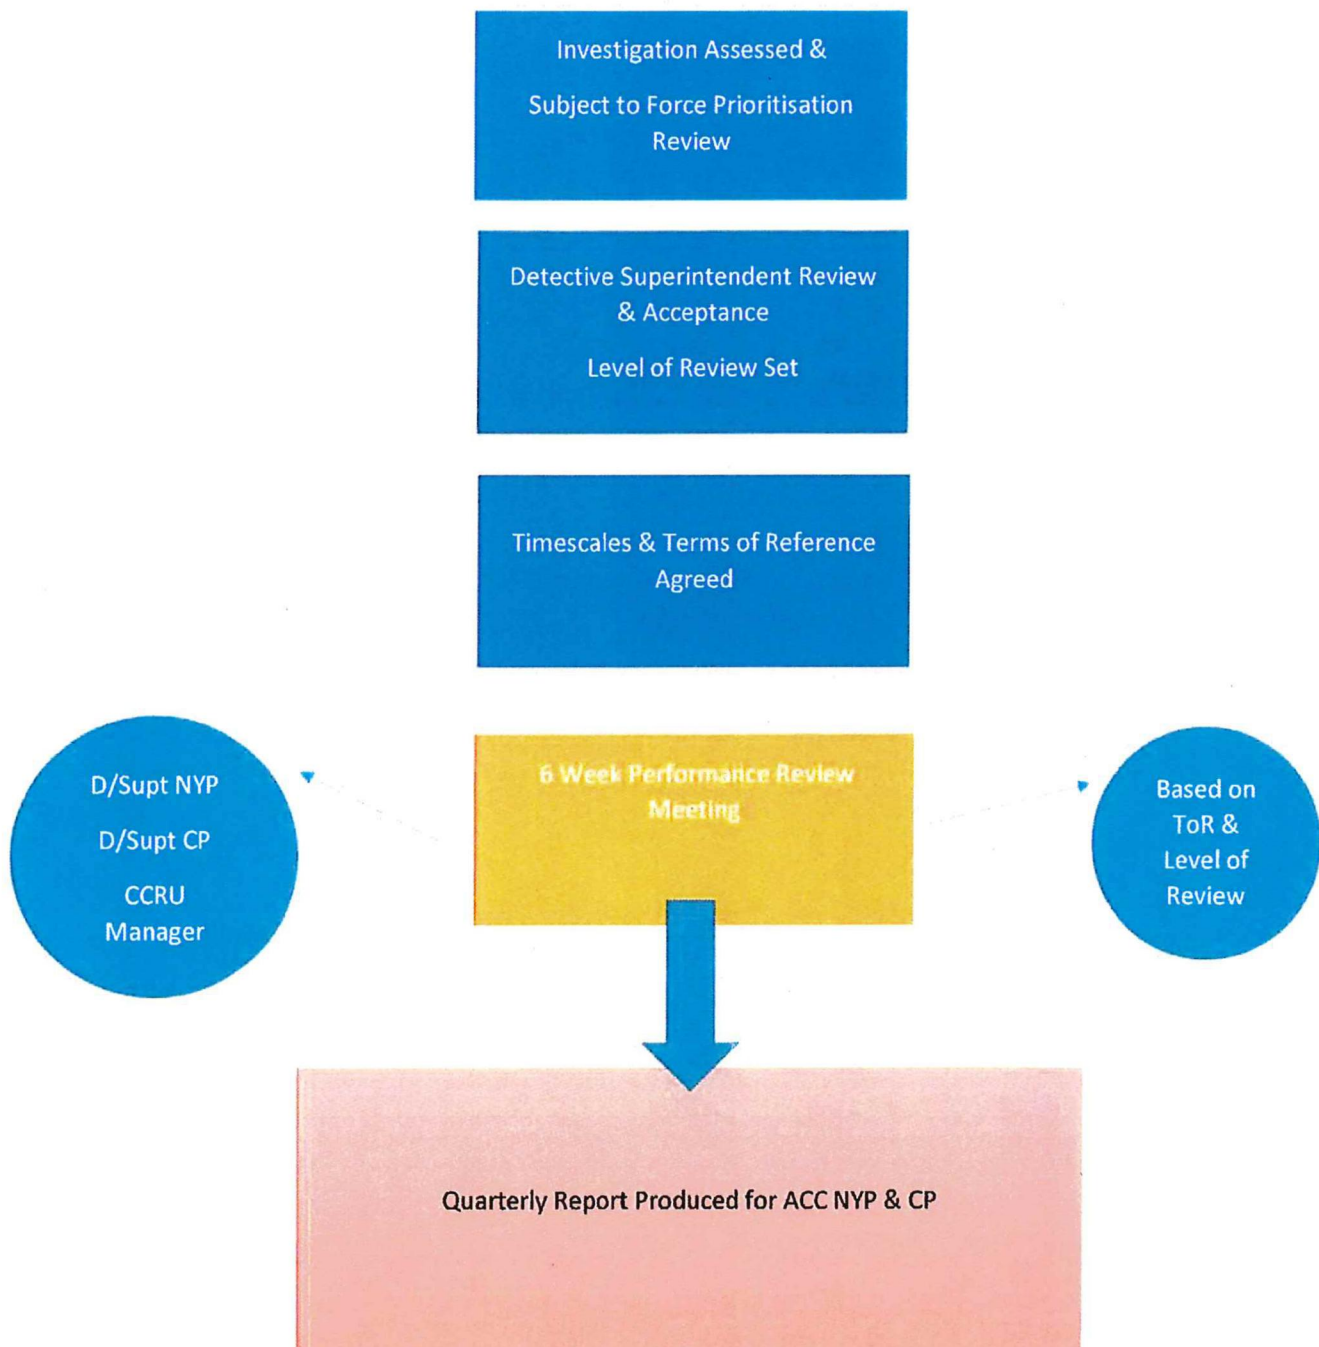 Investigation Assessed &
Subject to Force Prioritisation
Review
Detective Superintendent Review
& Acceptance
Level of Review Set
Timescales & Terms of Reference
Agreed
D/Supt NYP
D/Supt CP
CCRU
Manager
6 Week Performance Review
Meeting
Based on
ToR &
Level of
Review
Quarterly Report Produced for ACC NYP & CP